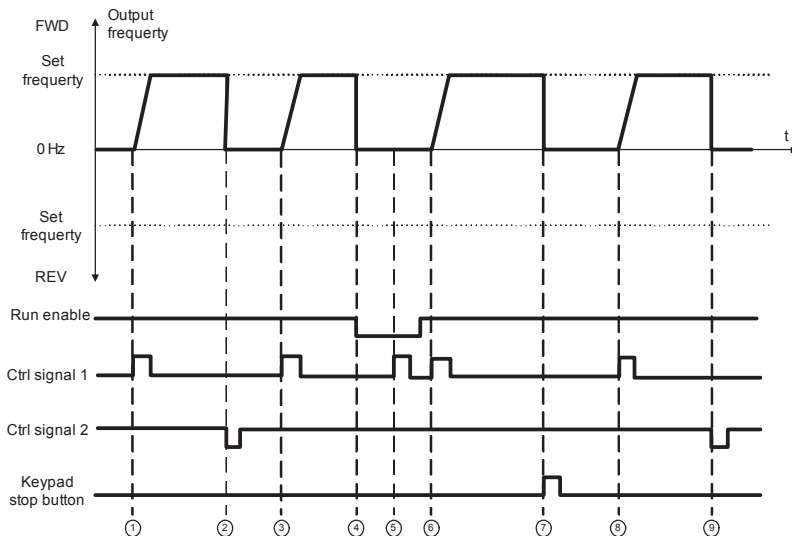 FWD
Output
frequerty
Set
frequerty
0 Hz
t
Set
frequerty
REV
Run enable
Ctrl signal 1
Ctrl signal 2
Keypad
stop button
1 2 3 4 5 6 7 8 9